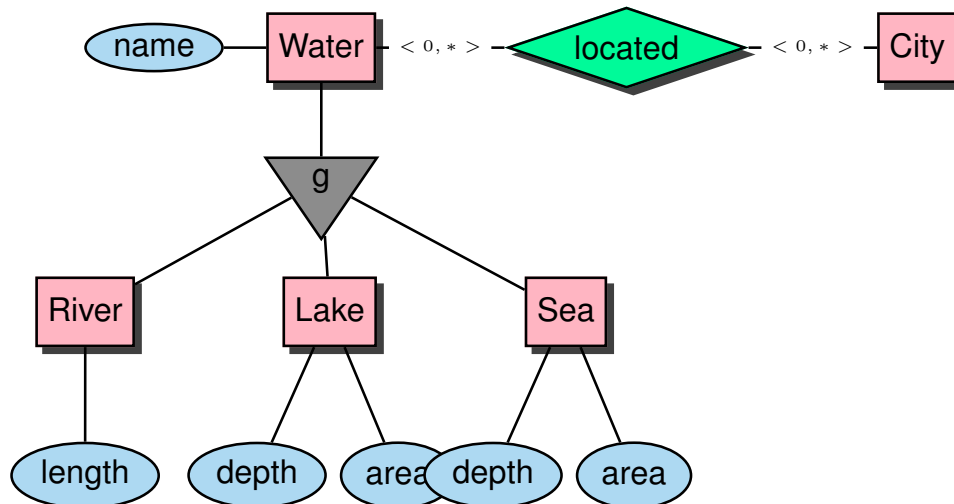 name Water < 0, ∗ > located < 0, ∗ > City
g
River Lake Sea
length depth area depth area